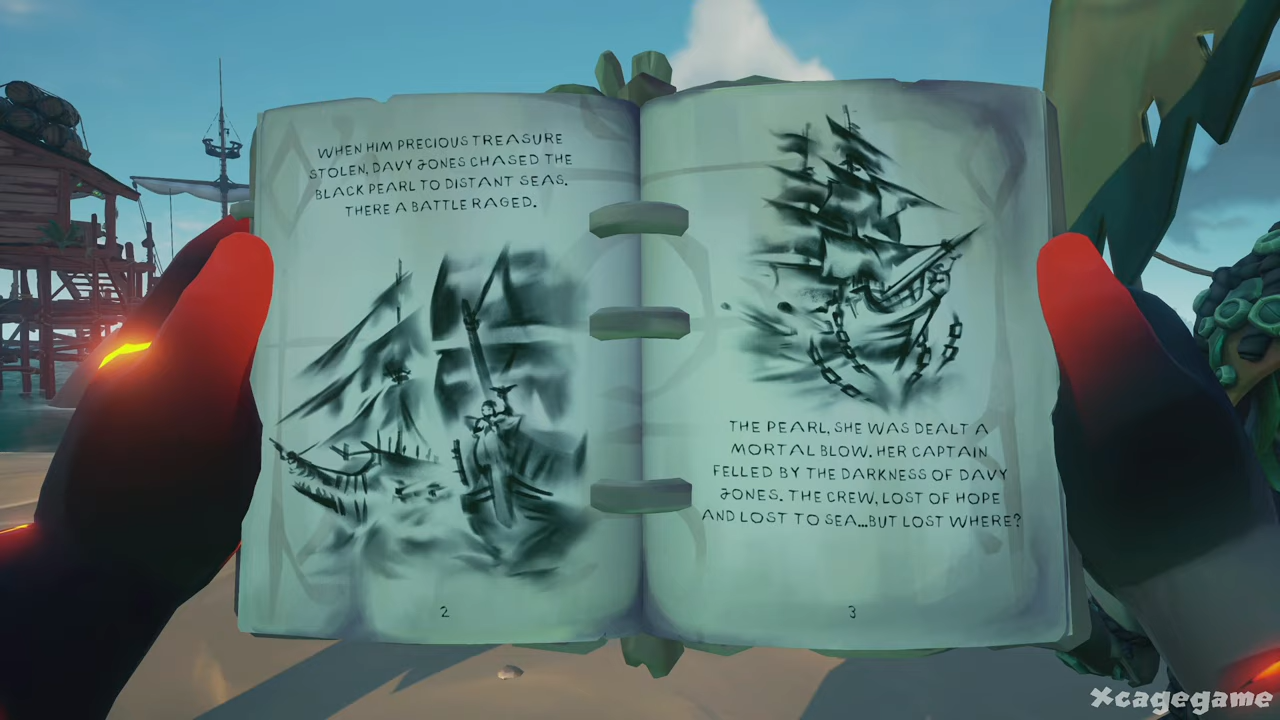 WHEN HIM PRECIOUS TREASURE
STOLEN, DAVY JONES CHASED THE
BLACK PEARL TO DISTANT SEAS.
THERE A BATTLE RAGED.
2
THE PEARL, SHE WAS DEALT A
MORTAL BLOW. HER CAPTAIN
FELLED BY THE DARKNESS OF DAVY
JONES. THE CREW, LOST OF HOPE
AND LOST TO SEA...BUT LOST WHERE?
3
Xcagegame